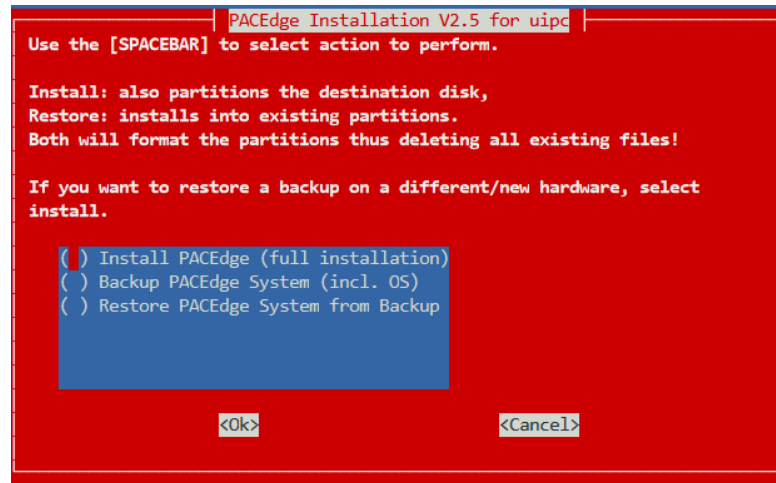 PACEdge Installation V2.5 for uipc
Use the [SPACEBAR] to select action to perform.
Install: also partitions the destination disk,
Restore: installs into existing partitions.
Both will format the partitions thus deleting all existing files!
If you want to restore a backup on a different/new hardware, select
install.
( ) Install PACEdge (full installation)
( ) Backup PACEdge System (incl. OS)
( ) Restore PACEdge System from Backup
<Ok> <Cancel>